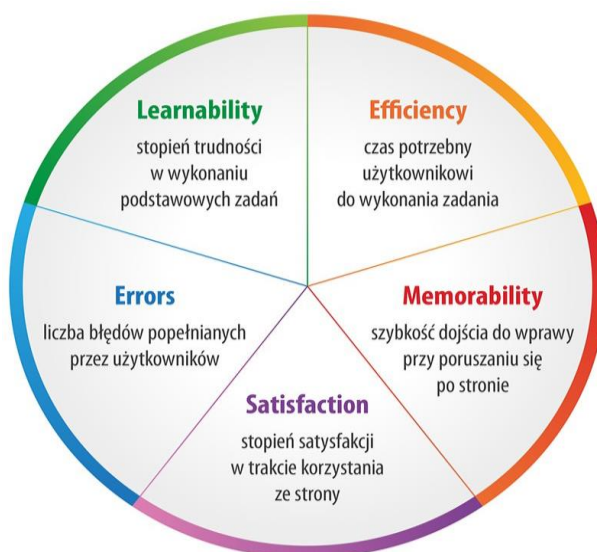 Learnability
stopień trudności
w wykonaniu
podstawowych zadań
Efficiency
czas potrzebny
użytkownikowi
do wykonania zadania
Errors
liczba błędów popełnianych
przez użytkowników
Memorability
szybkość dojścia do wprawy
przy poruszaniu się
po stronie
Satisfaction
stopień satysfakcji
w trakcie korzystania
ze strony